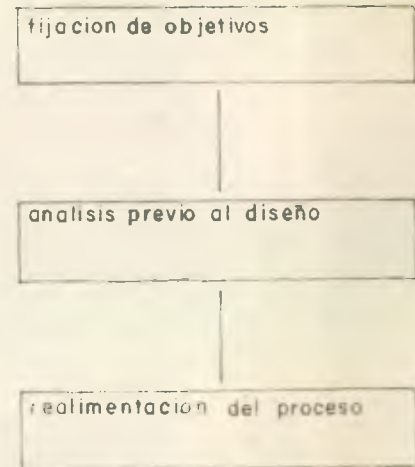 fijacion de objetivos
analisis previo al diseño
realimentacion del proceso